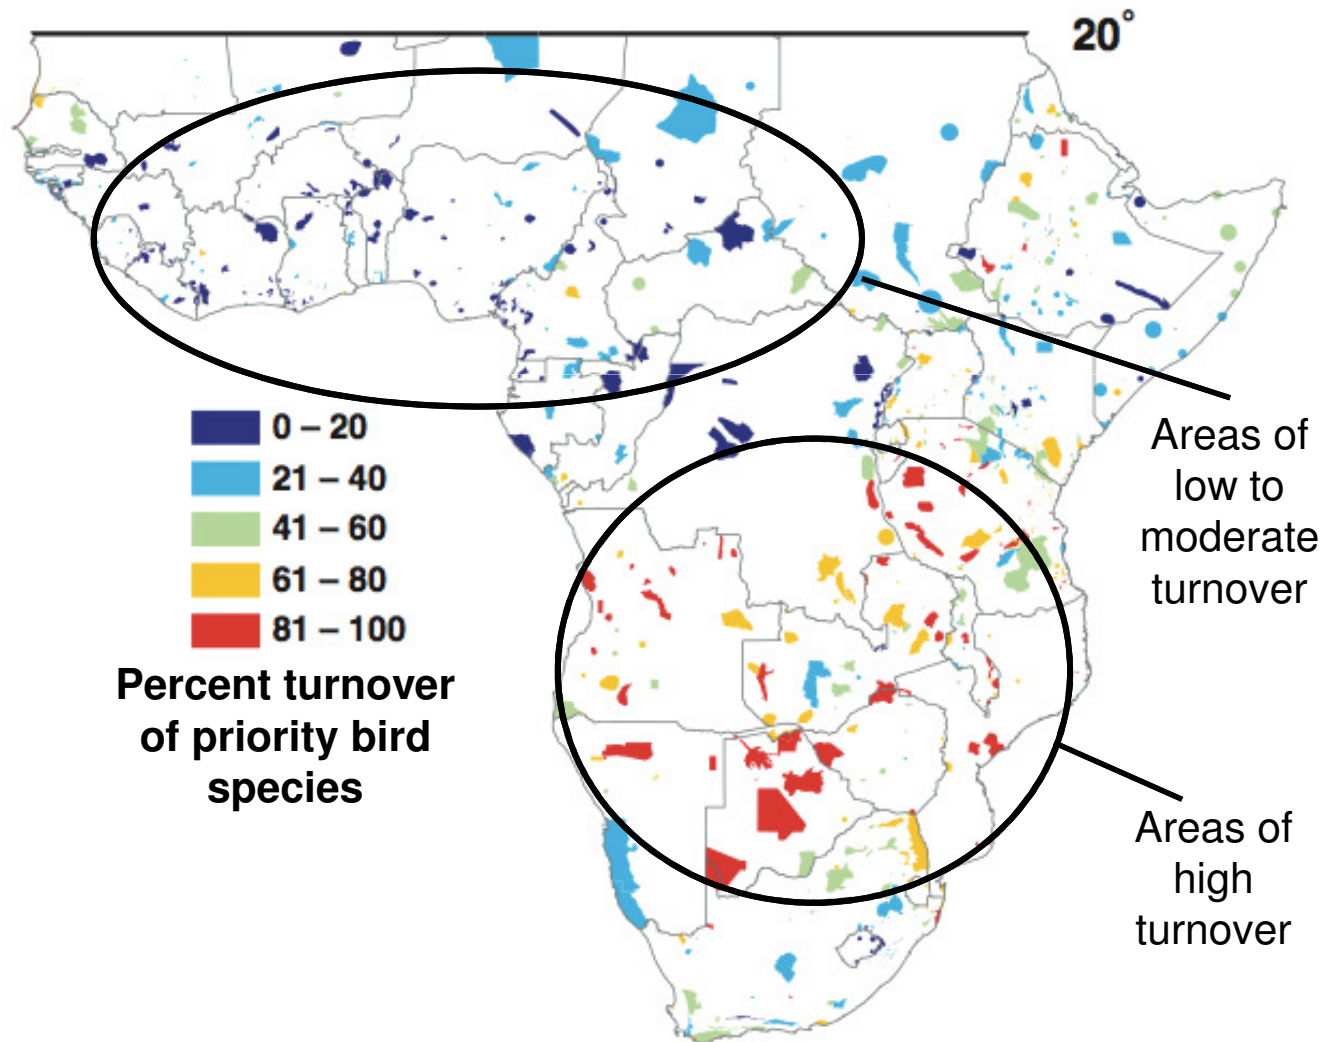 20°
0 – 20
21 – 40
41 – 60
61 – 80
81 – 100
Percent turnover
of priority bird
species
Areas of
low to
moderate
turnover
Areas of
high
turnover